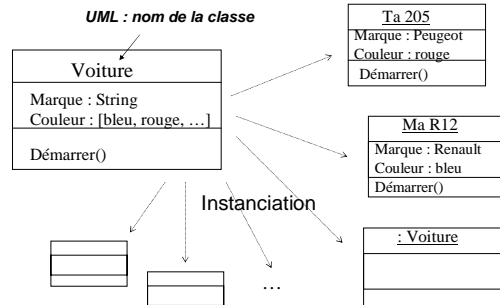 UML : nom de la classe
Voiture
Marque : String
Couleur : [bleu, rouge, …]
Démarrer()
Ta 205
Marque : Peugeot
Couleur : rouge
Démarrer()
Ma R12
Marque : Renault
Couleur : bleu
Démarrer()
Instanciation
: Voiture
…